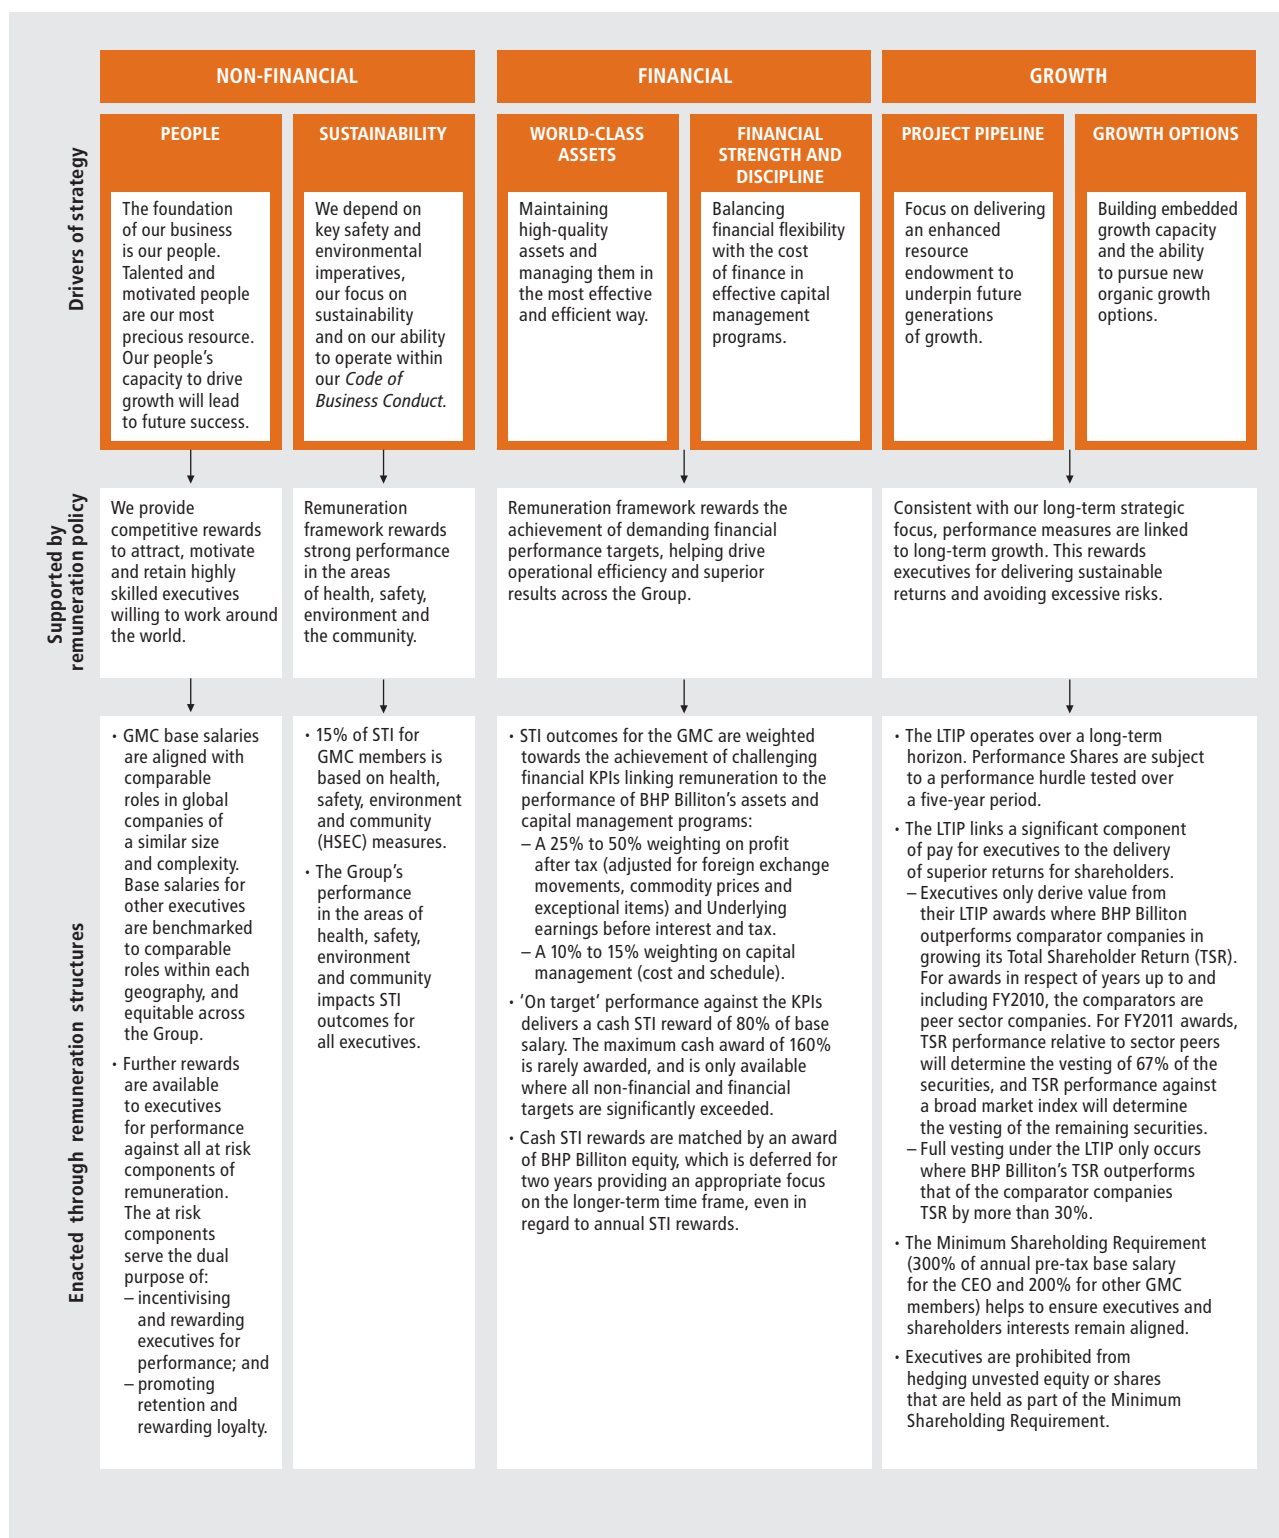 NON-FINANCIAL
FINANCIAL
GROWTH
Drivers of strategy
PEOPLE
The foundation
of our business
is our people.
Talented and
motivated people
are our most
precious resource.
Our people’s
capacity to drive
growth will lead
to future success.
SUSTAINABILITY
We depend on
key safety and
environmental
imperatives,
our focus on
sustainability
and on our ability
to operate within
our Code of
Business Conduct.
WORLD-CLASS
ASSETS
Maintaining
high-quality
assets and
managing them in
the most effective
and efficient way.
FINANCIAL
STRENGTH AND
DISCIPLINE
Balancing
financial flexibility
with the cost
of finance in
effective capital
management
programs.
PROJECT PIPELINE
Focus on delivering
an enhanced
resource
endowment to
underpin future
generations
of growth.
GROWTH OPTIONS
Building embedded
growth capacity
and the ability
to pursue new
organic growth
options.
Supported by
remuneration policy
We provide
competitive rewards
to attract, motivate
and retain highly
skilled executives
willing to work around
the world.
Remuneration
framework rewards
strong performance
in the areas
of health, safety,
environment and
the community.
Remuneration framework rewards the
achievement of demanding financial
performance targets, helping drive
operational efficiency and superior
results across the Group.
Consistent with our long-term strategic
focus, performance measures are linked
to long-term growth. This rewards
executives for delivering sustainable
returns and avoiding excessive risks.
Enacted through remuneration structures
· GMC base salaries
are aligned with
comparable
roles in global
companies of
a similar size
and complexity.
Base salaries for
other executives
are benchmarked
to comparable
roles within each
geography, and
equitable across
the Group.
· Further rewards
are available
to executives
for performance
against all at risk
components of
remuneration.
The at risk
components
serve the dual
purpose of:
– incentivising
and rewarding
executives for
performance; and
– promoting
retention and
rewarding loyalty.
· 15% of STI for
GMC members is
based on health,
safety, environment
and community
(HSEC) measures.
· The Group’s
performance
in the areas of
health, safety,
environment
and community
impacts STI
outcomes for
all executives.
· STI outcomes for the GMC are weighted
towards the achievement of challenging
financial KPIs linking remuneration to the
performance of BHP Billiton’s assets and
capital management programs:
– A 25% to 50% weighting on profit
after tax (adjusted for foreign exchange
movements, commodity prices and
exceptional items) and Underlying
earnings before interest and tax.
– A 10% to 15% weighting on capital
management (cost and schedule).
· ‘On target’ performance against the KPIs
delivers a cash STI reward of 80% of base
salary. The maximum cash award of 160%
is rarely awarded, and is only available
where all non-financial and financial
targets are significantly exceeded.
· Cash STI rewards are matched by an award
of BHP Billiton equity, which is deferred for
two years providing an appropriate focus
on the longer-term time frame, even in
regard to annual STI rewards.
· The LTIP operates over a long-term
horizon. Performance Shares are subject
to a performance hurdle tested over
a five-year period.
· The LTIP links a significant component
of pay for executives to the delivery
of superior returns for shareholders.
– Executives only derive value from
their LTIP awards where BHP Billiton
outperforms comparator companies in
growing its Total Shareholder Return (TSR).
For awards in respect of years up to and
including FY2010, the comparators are
peer sector companies. For FY2011 awards,
TSR performance relative to sector peers
will determine the vesting of 67% of the
securities, and TSR performance against
a broad market index will determine
the vesting of the remaining securities.
– Full vesting under the LTIP only occurs
where BHP Billiton’s TSR outperforms
that of the comparator companies
TSR by more than 30%.
· The Minimum Shareholding Requirement
(300% of annual pre-tax base salary
for the CEO and 200% for other GMC
members) helps to ensure executives and
shareholders interests remain aligned.
· Executives are prohibited from
hedging unvested equity or shares
that are held as part of the Minimum
Shareholding Requirement.